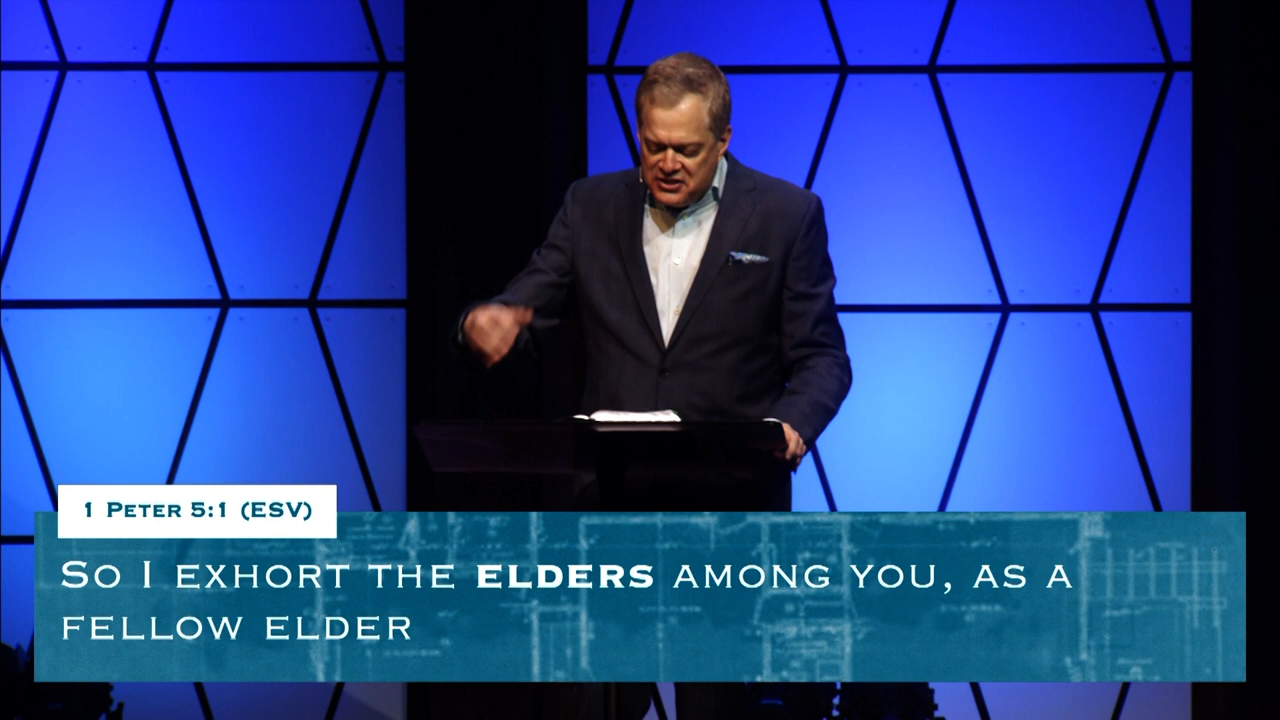 1 Peter 5:1 (ESV)
So I exhort the elders among you, as a
fellow elder